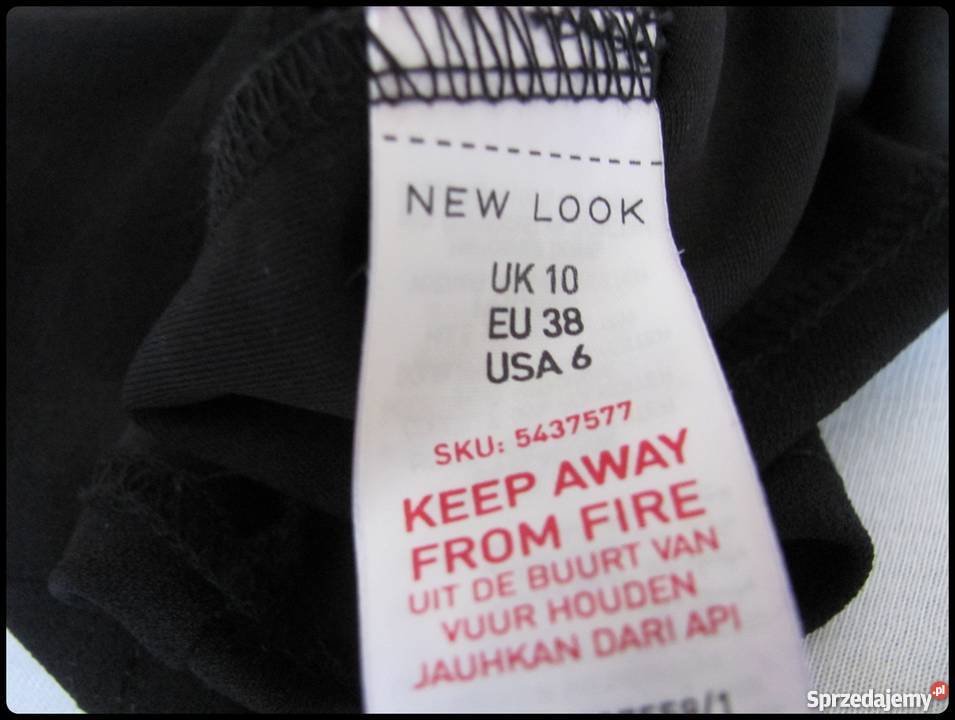 NEW LOOK
UK 10
EU 38
USA 6
SKU: 5437577
KEEP AWAY
FROM FIRE
UIT DE BUURT VAN
VUUR HOUDEN
JAUHKAN DARI API
Sprzedajemy.pl